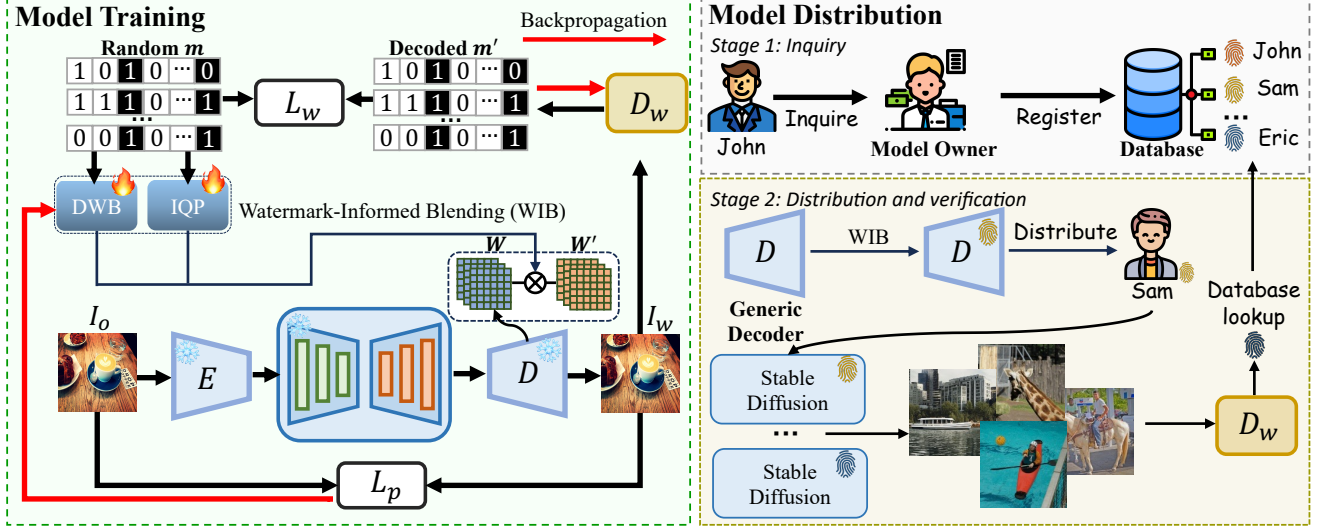 Model Training
Backpropagation
Random m
Decoded m′
1 0 1 0 ··· 0
1 1 1 0 ··· 1
...
0 0 1 0 ··· 1
L_w
1 0 1 0 ··· 0
1 1 1 0 ··· 1
...
0 0 1 0 ··· 1
D_w
DWB
IQP
Watermark-Informed Blending (WIB)
W
W'
I_o
E
D
I_w
L_p
Model Distribution
Stage 1: Inquiry
John
Inquire
Model Owner
Register
Database
John
Sam
...
Eric
Stage 2: Distribution and verification
D
WIB
D
Distribute
Sam
Generic
Decoder
Database
lookup
Stable
Diffusion
...
Stable
Diffusion
D_w